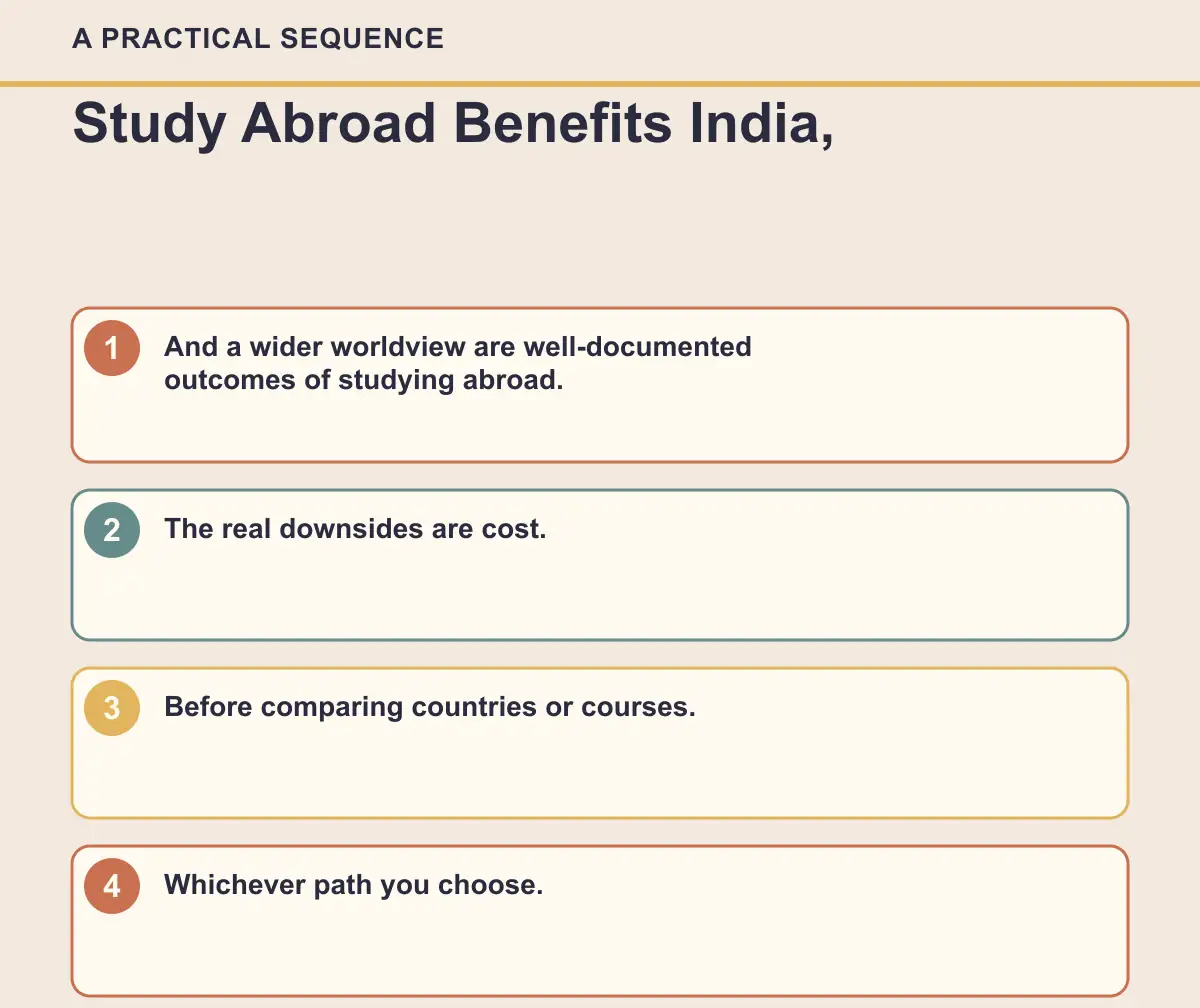 A PRACTICAL SEQUENCE
Study Abroad Benefits India,
1
And a wider worldview are well-documented
outcomes of studying abroad.
2
The real downsides are cost.
3
Before comparing countries or courses.
4
Whichever path you choose.